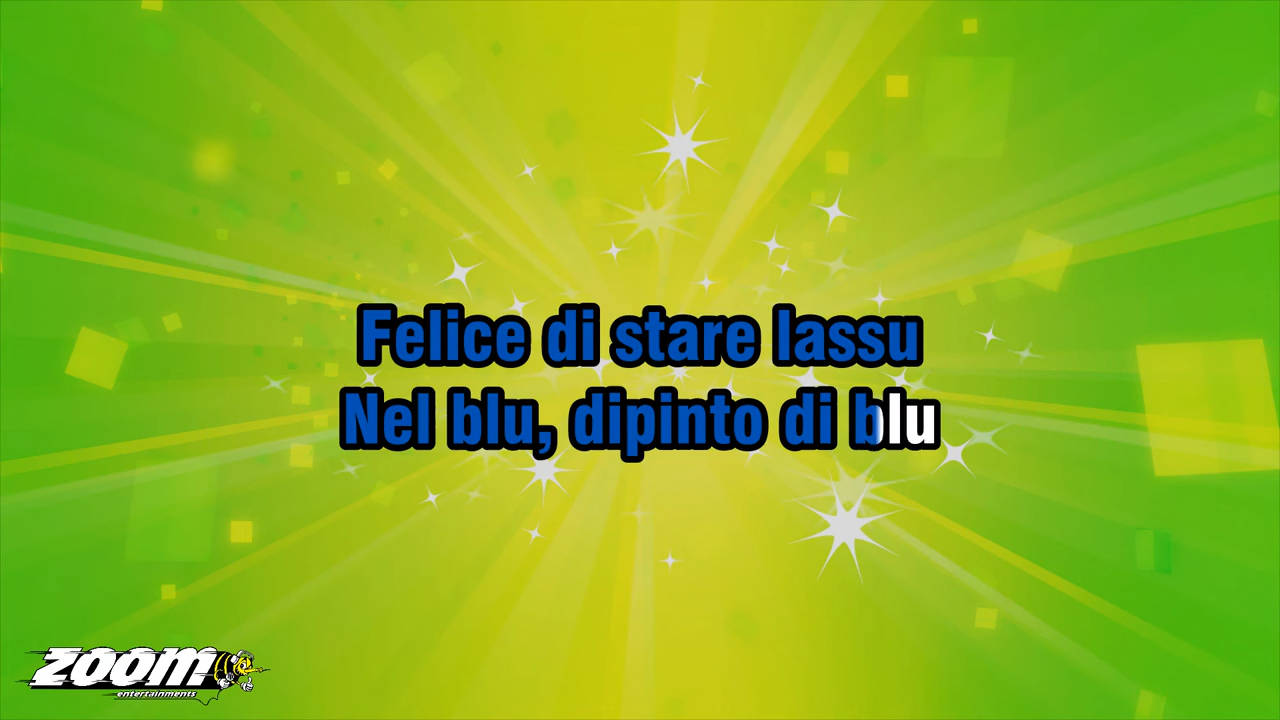 Felice di stare lassu
Nel blu, dipinto di blu
ZOOM
entertainments